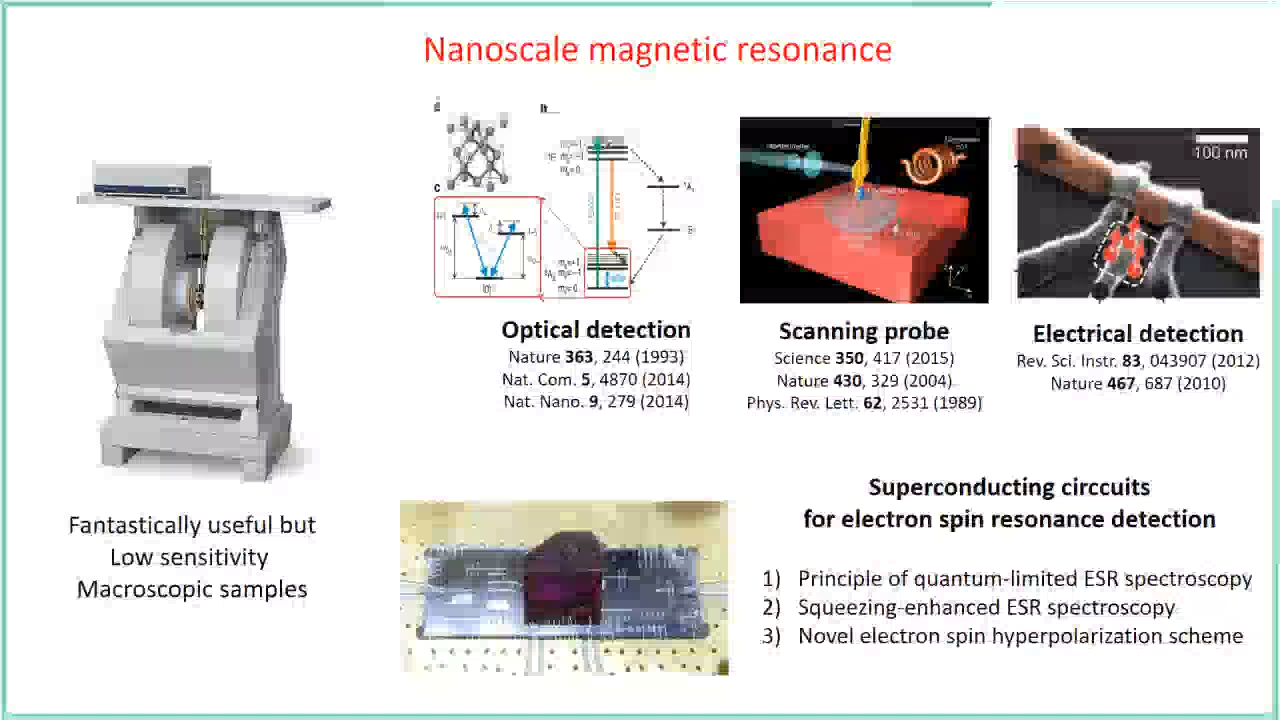 Nanoscale magnetic resonance
a
b
c
100 nm
Optical detection
Nature 363, 244 (1993)
Nat. Com. 5, 4870 (2014)
Nat. Nano. 9, 279 (2014)
Scanning probe
Science 350, 417 (2015)
Nature 430, 329 (2004)
Phys. Rev. Lett. 62, 2531 (1989)
Electrical detection
Rev. Sci. Instr. 83, 043907 (2012)
Nature 467, 687 (2010)
Fantastically useful but
Low sensitivity
Macroscopic samples
Superconducting circcuits
for electron spin resonance detection
1) Principle of quantum-limited ESR spectroscopy
2) Squeezing-enhanced ESR spectroscopy
3) Novel electron spin hyperpolarization scheme